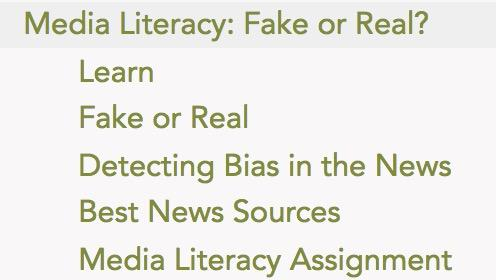 Media Literacy: Fake or Real?
Learn
Fake or Real
Detecting Bias in the News
Best News Sources
Media Literacy Assignment